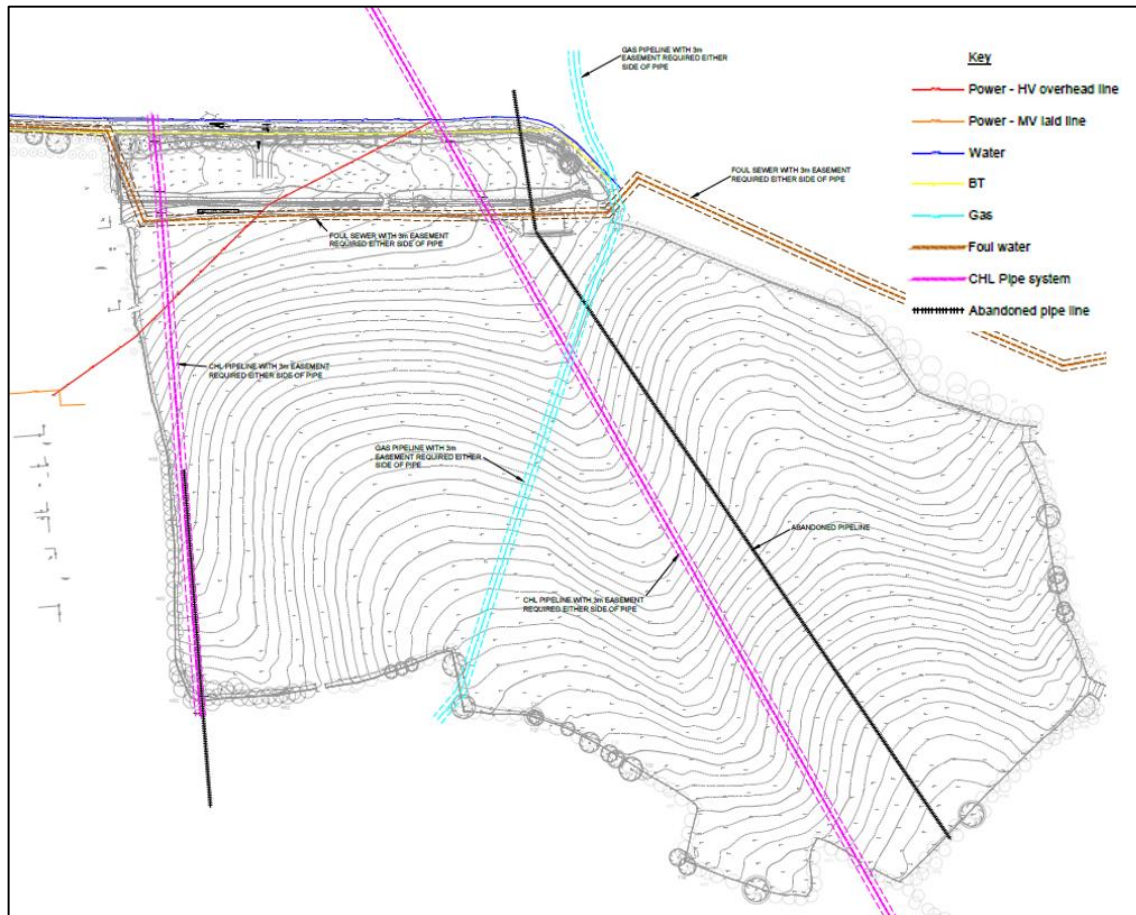 GAS PIPELINE WITH 3m
EASEMENT REQUIRED EITHER
SIDE OF PIPE
Key
Power - HV overhead line
Power - MV laid line
Water
BT
Gas
Foul water
CHL Pipe system
Abandoned pipe line
FOUL SEWER WITH 3m EASEMENT
REQUIRED EITHER SIDE OF PIPE
FOUL SEWER WITH 3m EASEMENT
REQUIRED EITHER SIDE OF PIPE
CHL PIPELINE WITH 3m EASEMENT
REQUIRED EITHER SIDE OF PIPE
GAS PIPELINE WITH 3m
EASEMENT REQUIRED EITHER
SIDE OF PIPE
ABANDONED PIPELINE
CHL PIPELINE WITH 3m EASEMENT
REQUIRED EITHER SIDE OF PIPE